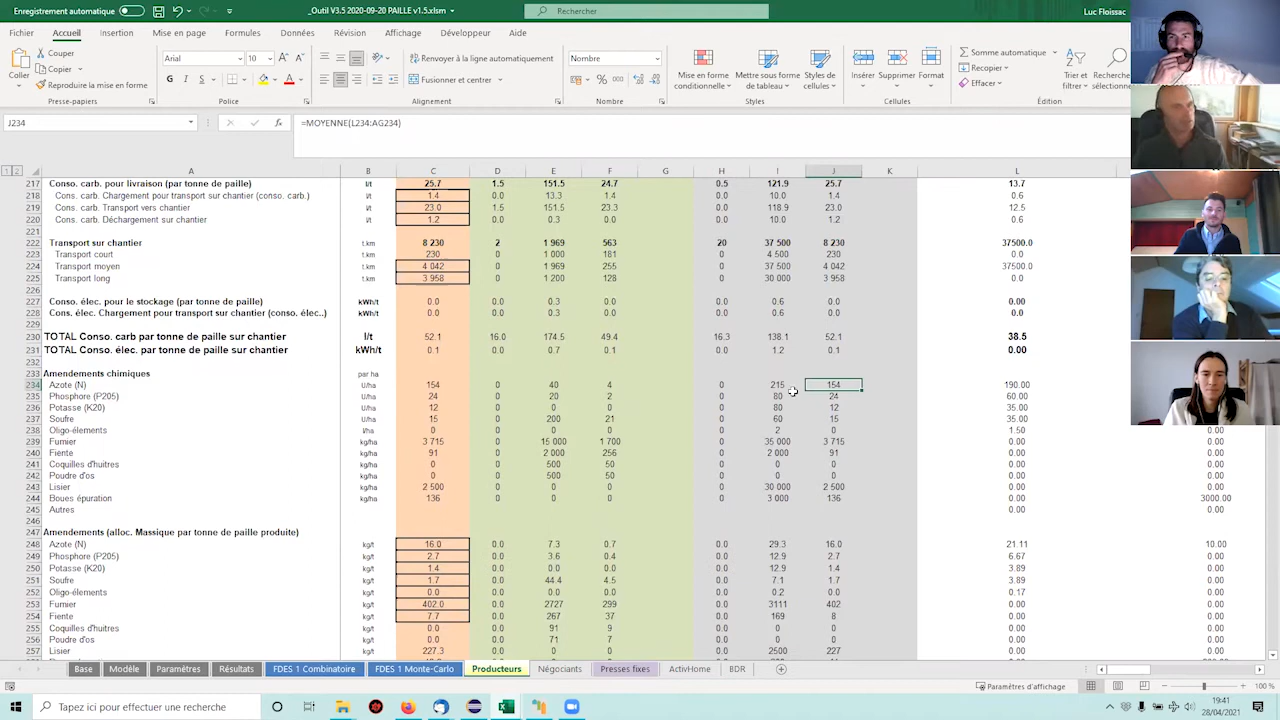 Enregistrement automatique
_Outil V3.5 2020-09-20 PAILLE v1.5.xlsm
Rechercher
Luc Floissac
Fichier Accueil Insertion Mise en page Formules Données Révision Affichage Développeur Aide
Coller
Couper
Copier
Reproduire la mise en forme
Presse-papiers
Arial 10
G I S
Police
Renvoyer à la ligne automatiquement
Fusionner et centrer
Alignement
Nombre
% 000
Nombre
Mise en forme conditionnelle
Mettre sous forme de tableau
Styles de cellules
Styles
Insérer Supprimer Format
Cellules
Somme automatique
Recopier
Effacer
Trier et filtrer
Recherche
sélectionne
Édition
J234 fx =MOYENNE(L234:AG234)
A B C D E F G H I J K L
217 Conso. carb. pour livraison (par tonne de paille) l/t 25.7 1.5 151.5 24.7 0.5 121.9 25.7 13.7
218 Cons. carb. Chargement pour transport sur chantier (conso. carb.) l/t 1.4 0.0 13.3 1.4 0.0 10.0 1.4 0.6
219 Cons. carb. Transport vers chantier l/t 23.0 1.5 151.5 23.3 0.0 118.9 23.0 12.5
220 Cons. carb. Déchargement sur chantier l/t 1.2 0.0 0.3 0.0 0.0 10.0 1.2 0.6
221
222 Transport sur chantier t.km 8 230 2 1 969 563 20 37 500 8 230 37500.0
223 Transport court t.km 230 0 1 000 181 0 4 500 230 0.0
224 Transport moyen t.km 4 042 0 1 969 255 0 37 500 4 042 37500.0
225 Transport long t.km 3 958 0 1 200 128 0 30 000 3 958 0.0
226
227 Conso. élec. pour le stockage (par tonne de paille) kWh/t 0.0 0.0 0.3 0.0 0.0 0.6 0.0 0.00
228 Cons. élec. Chargement pour transport sur chantier (conso. élec..) kWh/t 0.0 0.0 0.3 0.0 0.0 0.6 0.0 0.0
229
230 TOTAL Conso. carb par tonne de paille sur chantier l/t 52.1 16.0 174.5 49.4 16.3 138.1 52.1 38.5
231 TOTAL Conso. élec. par tonne de paille sur chantier kWh/t 0.1 0.0 0.7 0.1 0.0 1.2 0.1 0.00
232
233 Amendements chimiques par ha
234 Azote (N) U/ha 154 0 40 4 0 215 154 190.00
235 Phosphore (P205) U/ha 24 0 20 2 0 80 24 60.00
236 Potasse (K20) U/ha 12 0 0 0 0 80 12 35.00
237 Soufre U/ha 15 0 200 21 0 60 15 35.00
238 Oligo-élements l/ha 0 0 0 0 0 2 0 1.50
239 Fumier kg/ha 3 715 0 15 000 1 700 0 35 000 3 715 0.00 0.00
240 Fiente kg/ha 91 0 2 000 256 0 2 000 91 0.00 0.00
241 Coquilles d'huitres kg/ha 0 0 500 50 0 0 0 0.00 0.00
242 Poudre d'os kg/ha 0 0 500 50 0 0 0 0.00 0.00
243 Lisier kg/ha 2 500 0 0 0 0 30 000 2 500 0.00 0.00
244 Boues épuration kg/ha 136 0 0 0 0 3 000 136 0.00 3000.00
245 Autres 0.00 0.00
246
247 Amendements (alloc. Massique par tonne de paille produite)
248 Azote (N) kg/t 16.0 0.0 7.3 0.7 0.0 29.3 16.0 21.11 10.00
249 Phosphore (P205) kg/t 2.7 0.0 3.6 0.4 0.0 12.9 2.7 6.67 0.00
250 Potasse (K20) kg/t 1.4 0.0 0.0 0.0 0.0 12.9 1.4 3.89 0.00
251 Soufre kg/t 1.7 0.0 44.4 4.5 0.0 7.1 1.7 3.89 0.00
252 Oligo-élements kg/t 0.0 0.0 0.0 0.0 0.0 0.2 0.0 0.17 0.00
253 Fumier kg/t 402.0 0.0 2727 299 0.0 3111 402 0.00 0.00
254 Fiente kg/t 7.7 0.0 267 37 0.0 169 8 0.00 0.00
255 Coquilles d'huitres kg/t 0.0 0.0 91 9 0.0 0 0 0.00 0.00
256 Poudre d'os kg/t 0.0 0.0 71 7 0.0 0 0 0.00 0.00
257 Lisier kg/t 227.3 0.0 0 0 0.0 2500 227 0.00 0.00
Base Modèle Paramètres Résultats FDES 1 Combinatoire FDES 1 Monte-Carlo Producteurs Négociants Presses fixes ActivHome BDR
Paramètres d'affichage 100 %
Tapez ici pour effectuer une recherche
19:41
28/04/2021